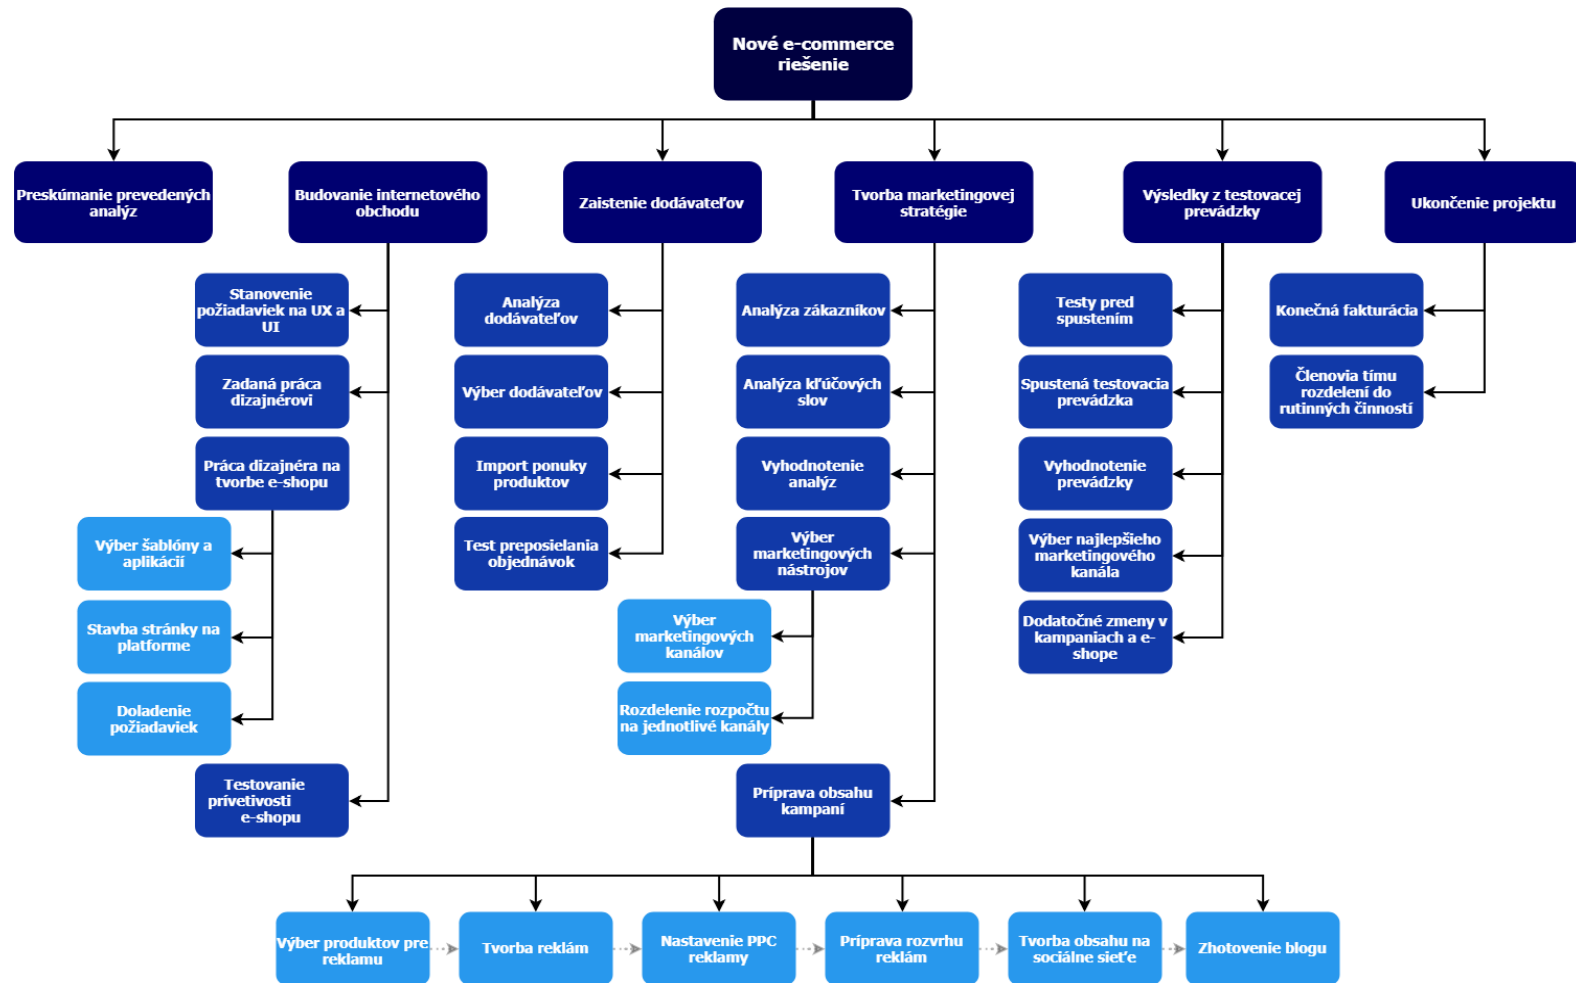 Nové e-commerce
riešenie
Preskúmanie prevedených
analýz
Budovanie internetového
obchodu
Zaistenie dodávateľov
Tvorba marketingovej
stratégie
Výsledky z testovacej
prevádzky
Ukončenie projektu
Stanovenie
požiadaviek na UX a
UI
Zadaná práca
dizajnérovi
Práca dizajnéra na
tvorbe e-shopu
Výber šablóny a
aplikácií
Stavba stránky na
platforme
Doladenie
požiadaviek
Testovanie
prívetivosti
e-shopu
Analýza
dodávateľov
Výber dodávateľov
Import ponuky
produktov
Test preposielania
objednávok
Analýza zákazníkov
Analýza kľúčových
slov
Vyhodnotenie
analýz
Výber
marketingových
nástrojov
Výber
marketingových
kanálov
Rozdelenie rozpočtu
na jednotlivé kanály
Príprava obsahu
kampaní
Testy pred
spustením
Spustená testovacia
prevádzka
Vyhodnotenie
prevádzky
Výber najlepšieho
marketingového
kanála
Dodatočné zmeny v
kampaniach a e-
shope
Konečná fakturácia
Členovia tímu
rozdelení do
rutinných činností
Výber produktov pre
reklamu
Tvorba reklám
Nastavenie PPC
reklamy
Príprava rozvrhu
reklám
Tvorba obsahu na
sociálne sieťe
Zhotovenie blogu